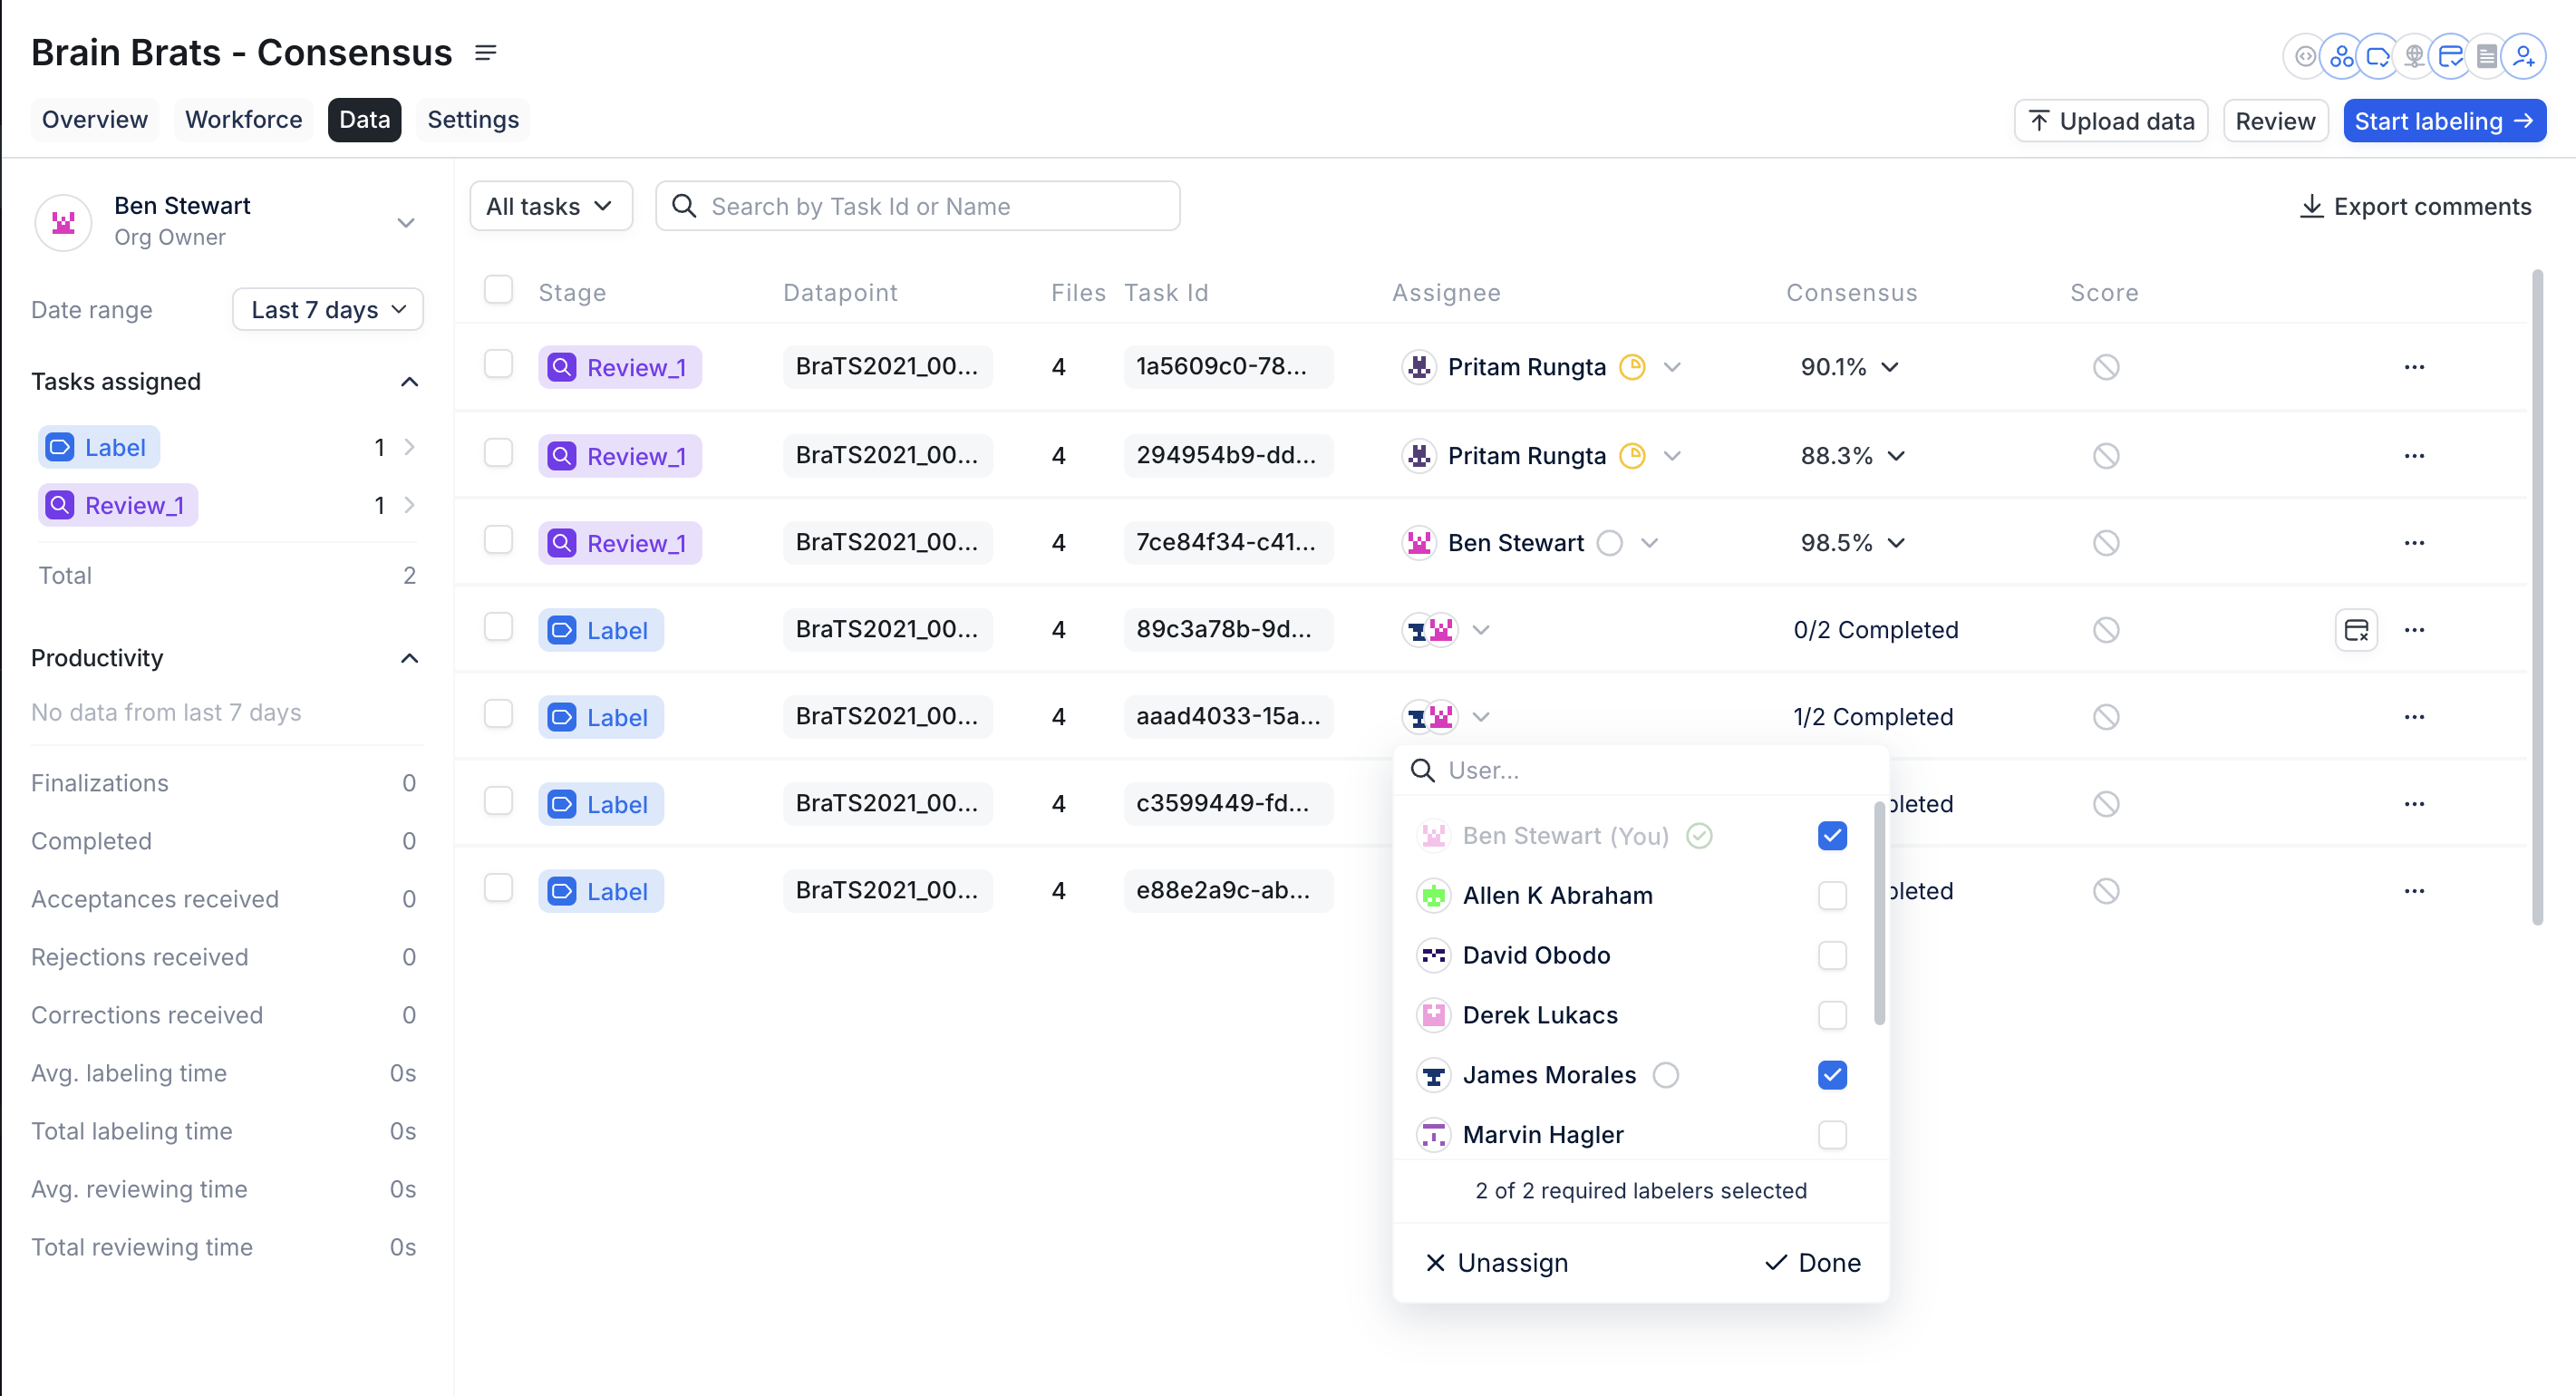 Brain Brats - Consensus
Overview Workforce Data Settings
Upload data Review Start labeling
Ben Stewart
Org Owner
Date range Last 7 days
Tasks assigned
Label 1
Review_1 1
Total 2
Productivity
No data from last 7 days
Finalizations 0
Completed 0
Acceptances received 0
Rejections received 0
Corrections received 0
Avg. labeling time 0s
Total labeling time 0s
Avg. reviewing time 0s
Total reviewing time 0s
All tasks Search by Task Id or Name Export comments
Stage Datapoint Files Task Id Assignee Consensus Score
Review_1 BraTS2021_00... 4 1a5609c0-78... Pritam Rungta 90.1%
Review_1 BraTS2021_00... 4 294954b9-dd... Pritam Rungta 88.3%
Review_1 BraTS2021_00... 4 7ce84f34-c41... Ben Stewart 98.5%
Label BraTS2021_00... 4 89c3a78b-9d... 0/2 Completed
Label BraTS2021_00... 4 aaad4033-15a... 1/2 Completed
Label BraTS2021_00... 4 c3599449-fd... pleted
Label BraTS2021_00... 4 e88e2a9c-ab... pleted
User...
Ben Stewart (You)
Allen K Abraham
David Obodo
Derek Lukacs
James Morales
Marvin Hagler
2 of 2 required labelers selected
Unassign Done